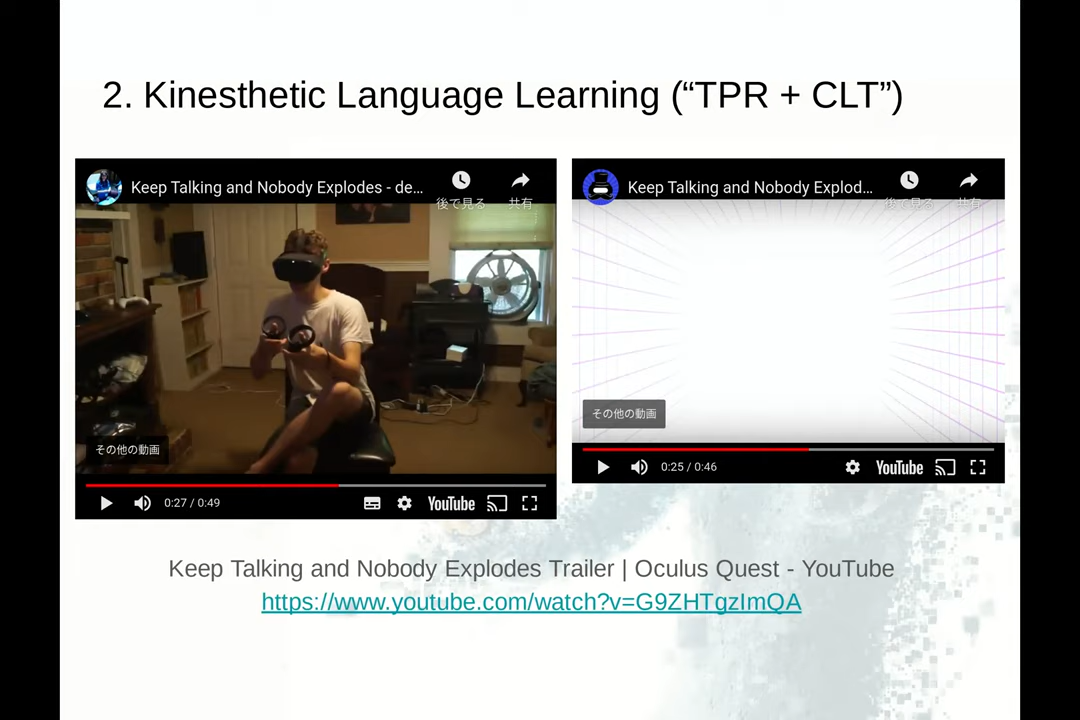 2. Kinesthetic Language Learning (“TPR + CLT”)
Keep Talking and Nobody Explodes - de...
後で見る
共有
その他の動画
0:27 / 0:49
YouTube
Keep Talking and Nobody Explod...
後で見る
共有
その他の動画
0:25 / 0:46
YouTube
Keep Talking and Nobody Explodes Trailer | Oculus Quest - YouTube
https://www.youtube.com/watch?v=G9ZHTgzImQA